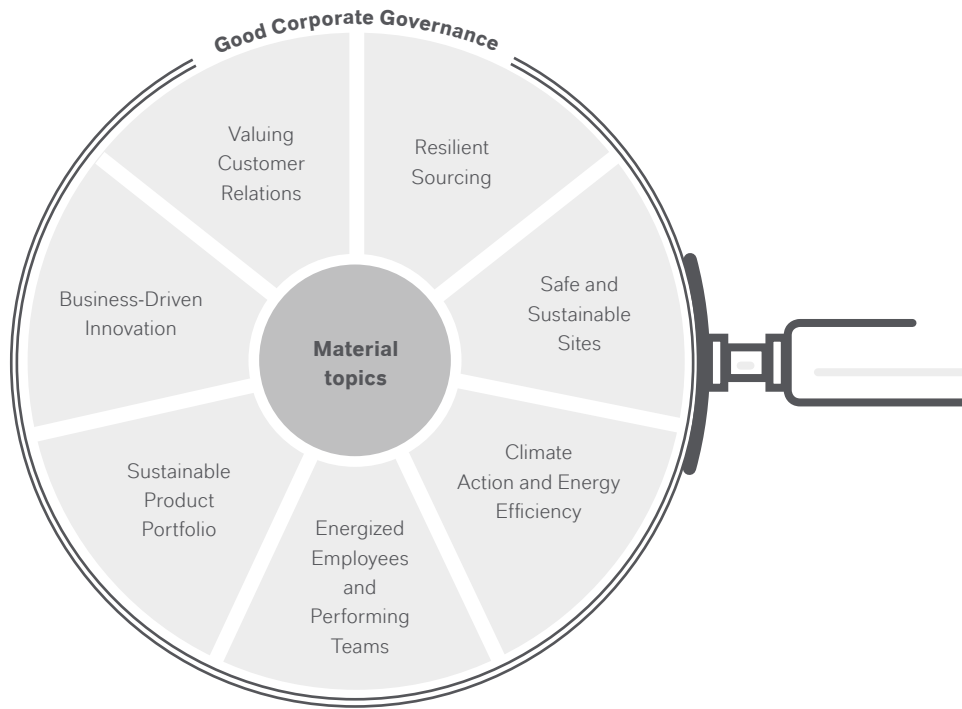 Good Corporate Governance
Valuing
Customer
Relations
Resilient
Sourcing
Safe and
Sustainable
Sites
Climate
Action and Energy
Efficiency
Energized
Employees
and
Performing
Teams
Sustainable
Product
Portfolio
Business-Driven
Innovation
Material
topics